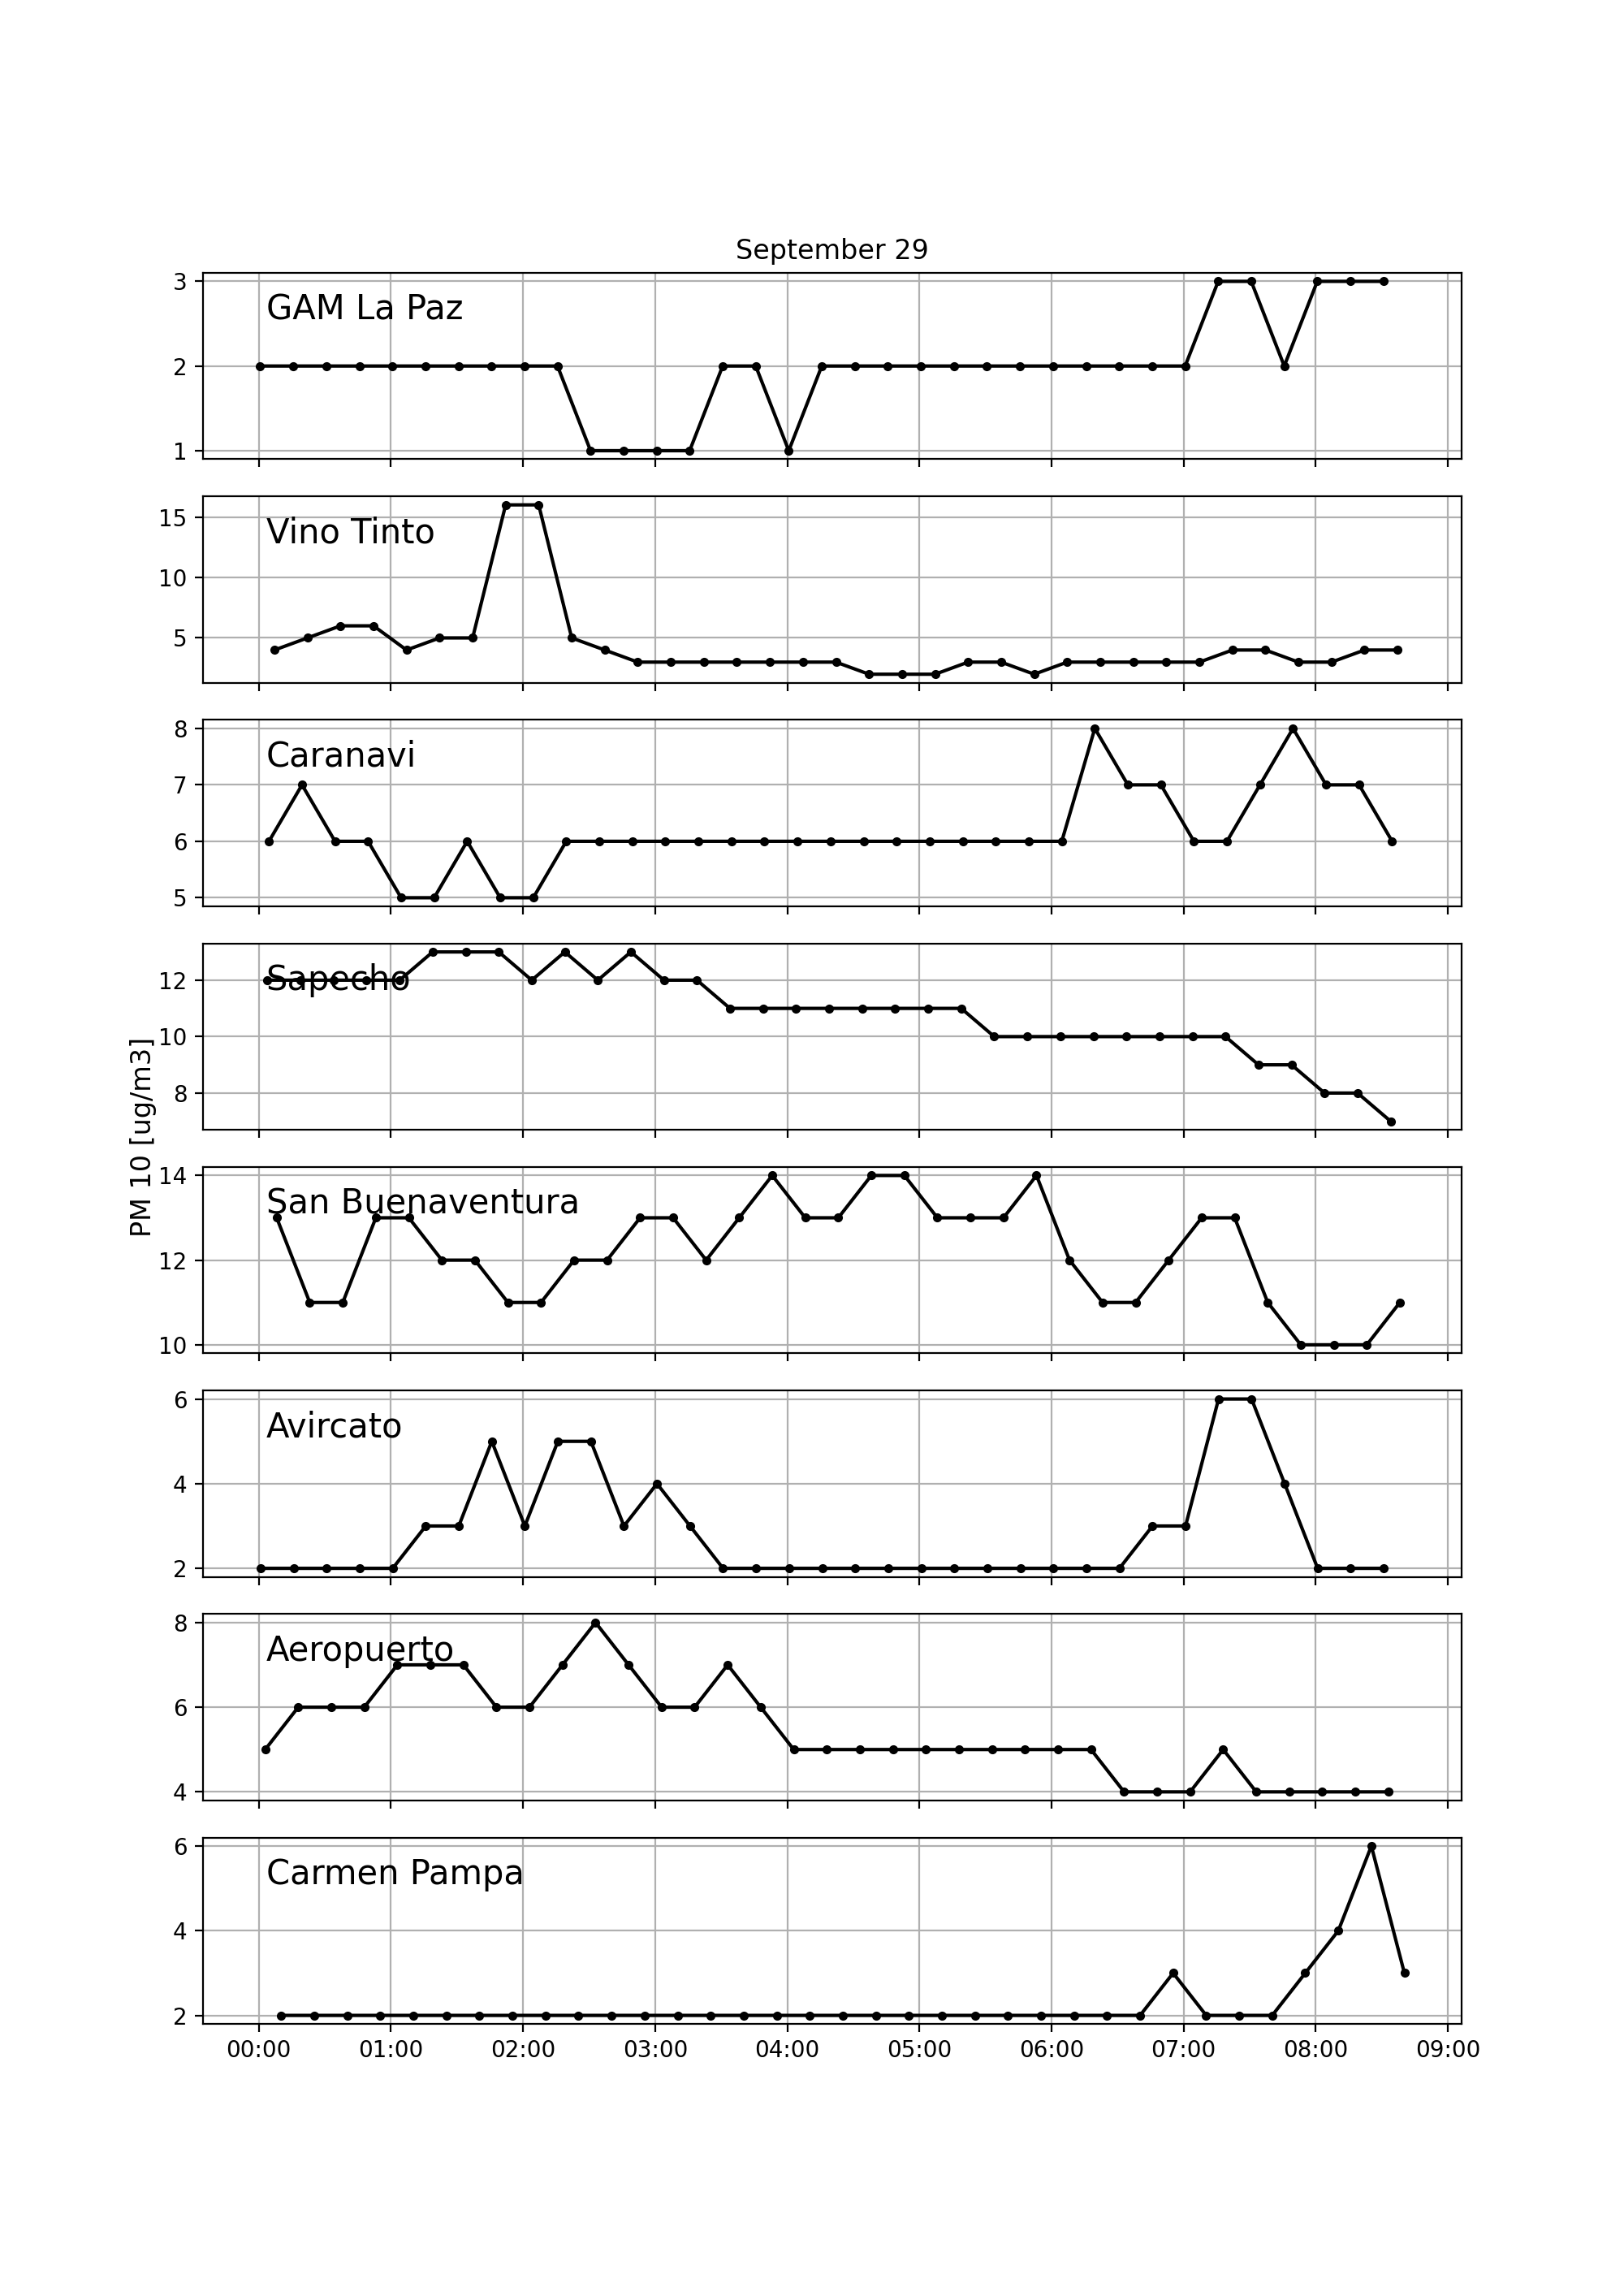 September 29
3
GAM La Paz
2
1
15
Vino Tinto
10
5
8
Caranavi
7
6
5
Sapecho
12
10
8
PM 10 [ug/m3]
14
San Buenaventura
12
10
6
Avircato
4
2
8
Aeropuerto
6
4
6
Carmen Pampa
4
2
00:00 01:00 02:00 03:00 04:00 05:00 06:00 07:00 08:00 09:00